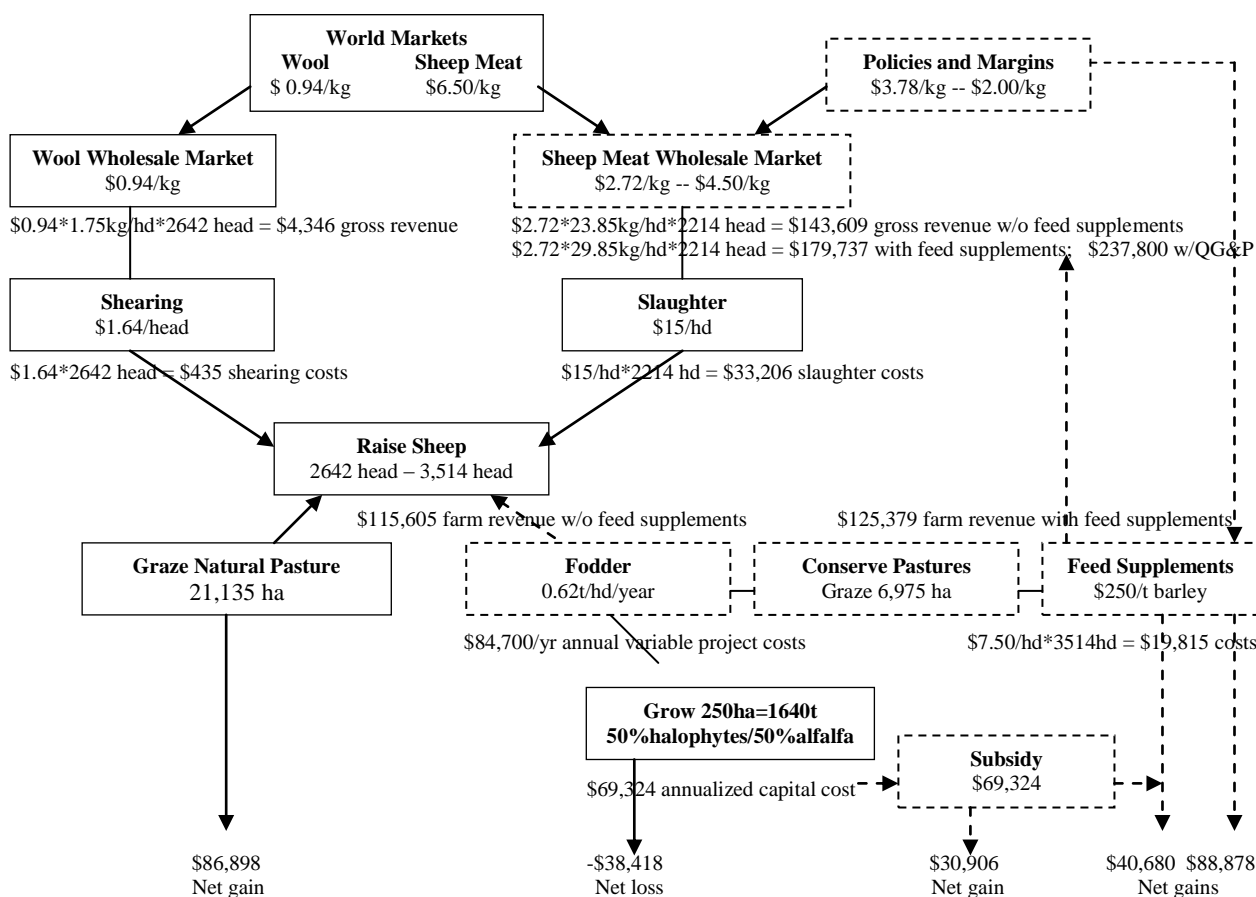 World Markets
Wool Sheep Meat
$ 0.94/kg $6.50/kg
Policies and Margins
$3.78/kg -- $2.00/kg
Wool Wholesale Market
$0.94/kg
Sheep Meat Wholesale Market
$2.72/kg -- $4.50/kg
$0.94*1.75kg/hd*2642 head = $4,346 gross revenue
$2.72*23.85kg/hd*2214 head = $143,609 gross revenue w/o feed supplements
$2.72*29.85kg/hd*2214 head = $179,737 with feed supplements; $237,800 w/QG&P
Shearing
$1.64/head
Slaughter
$15/hd
$1.64*2642 head = $435 shearing costs
$15/hd*2214 hd = $33,206 slaughter costs
Raise Sheep
2642 head – 3,514 head
$115,605 farm revenue w/o feed supplements
$125,379 farm revenue with feed supplements
Graze Natural Pasture
21,135 ha
Fodder
0.62t/hd/year
Conserve Pastures
Graze 6,975 ha
Feed Supplements
$250/t barley
$84,700/yr annual variable project costs
$7.50/hd*3514hd = $19,815 costs
Grow 250ha=1640t
50%halophytes/50%alfalfa
Subsidy
$69,324
$69,324 annualized capital cost
$86,898
Net gain
-$38,418
Net loss
$30,906
Net gain
$40,680 $88,878
Net gains